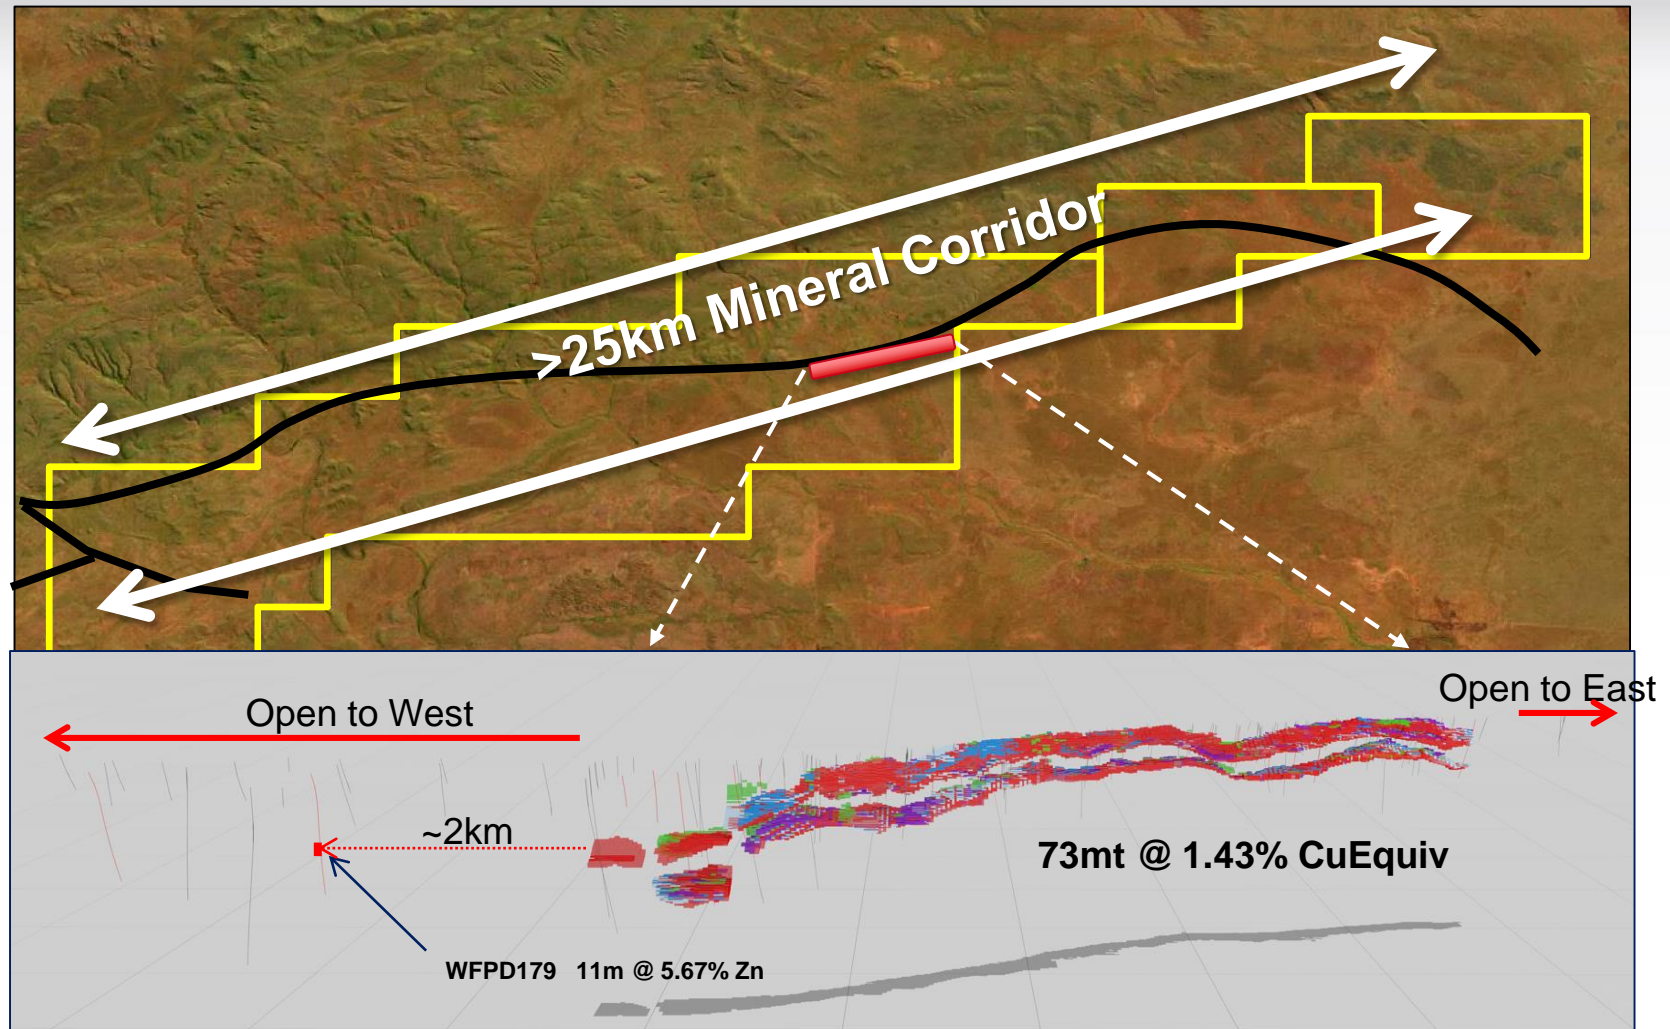 >25km Mineral Corridor
Open to West
Open to East
~2km
73mt @ 1.43% CuEquiv
WFPD179 11m @ 5.67% Zn